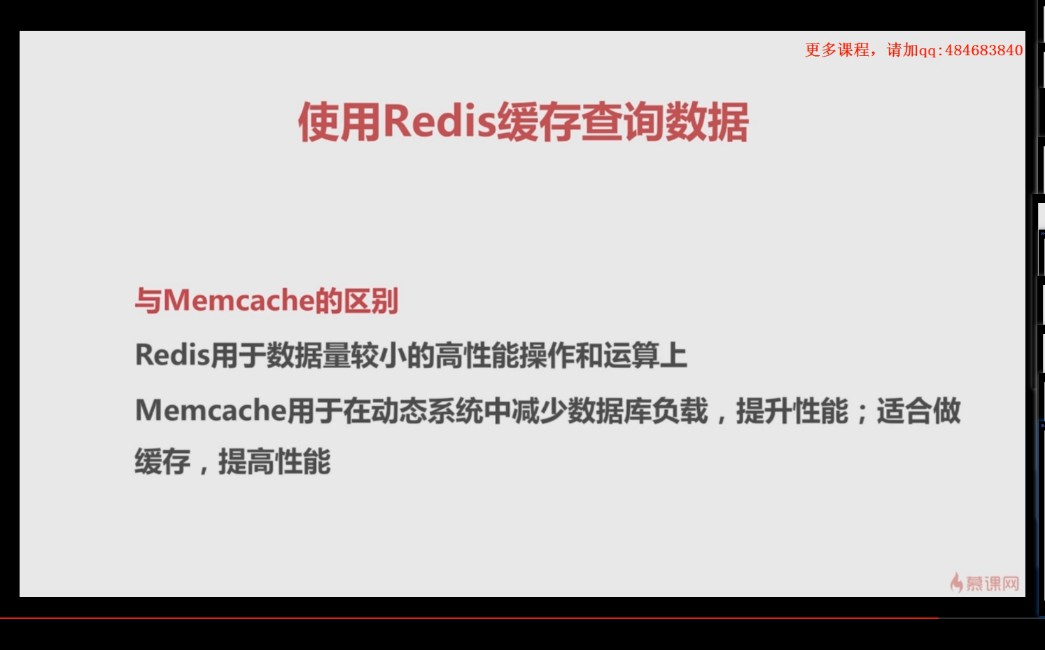 更多课程，请加qq:484683840
使用Redis缓存查询数据
与Memcache的区别
Redis用于数据量较小的高性能操作和运算上
Memcache用于在动态系统中减少数据库负载，提升性能；适合做
缓存，提高性能
慕课网